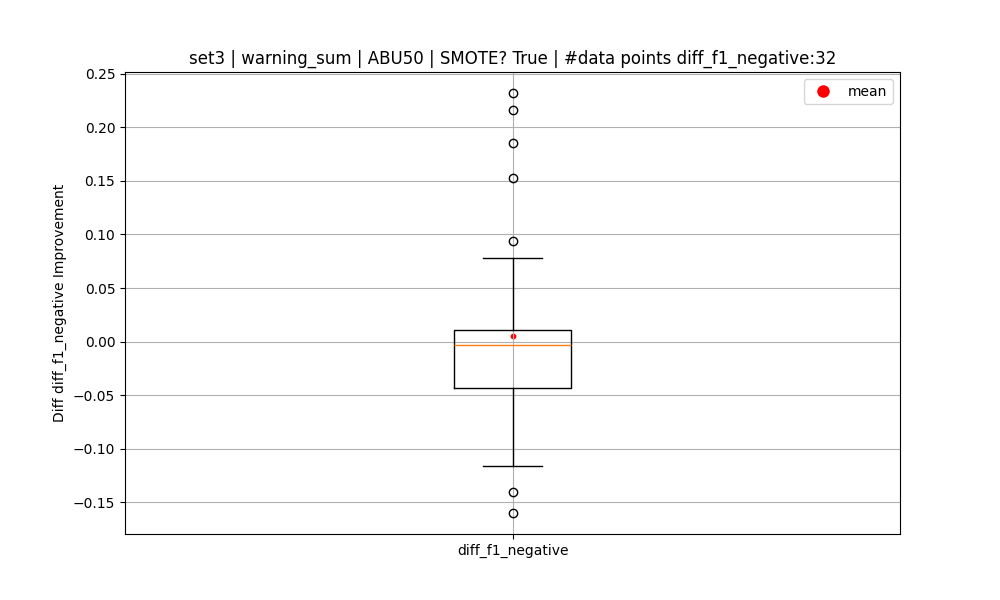 set3 | warning_sum | ABU50 | SMOTE? True | #data points diff_f1_negative:32
mean
0.25
0.20
0.15
0.10
0.05
0.00
−0.05
−0.10
−0.15
Diff diff_f1_negative Improvement
diff_f1_negative